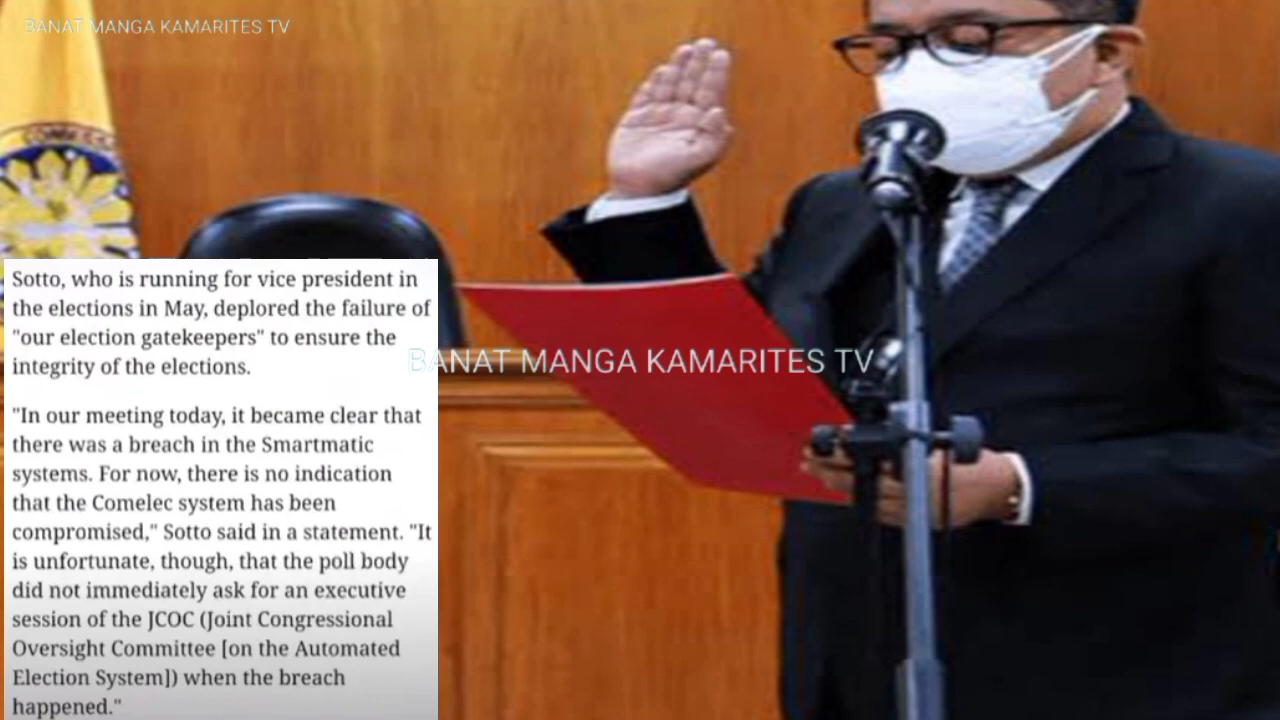 BANAT MANGA KAMARITES TV
Sotto, who is running for vice president in
the elections in May, deplored the failure of
"our election gatekeepers" to ensure the
integrity of the elections.
"In our meeting today, it became clear that
there was a breach in the Smartmatic
systems. For now, there is no indication
that the Comelec system has been
compromised," Sotto said in a statement. "It
is unfortunate, though, that the poll body
did not immediately ask for an executive
session of the JCOC (Joint Congressional
Oversight Committee [on the Automated
Election System]) when the breach
happened."
BANAT MANGA KAMARITES TV